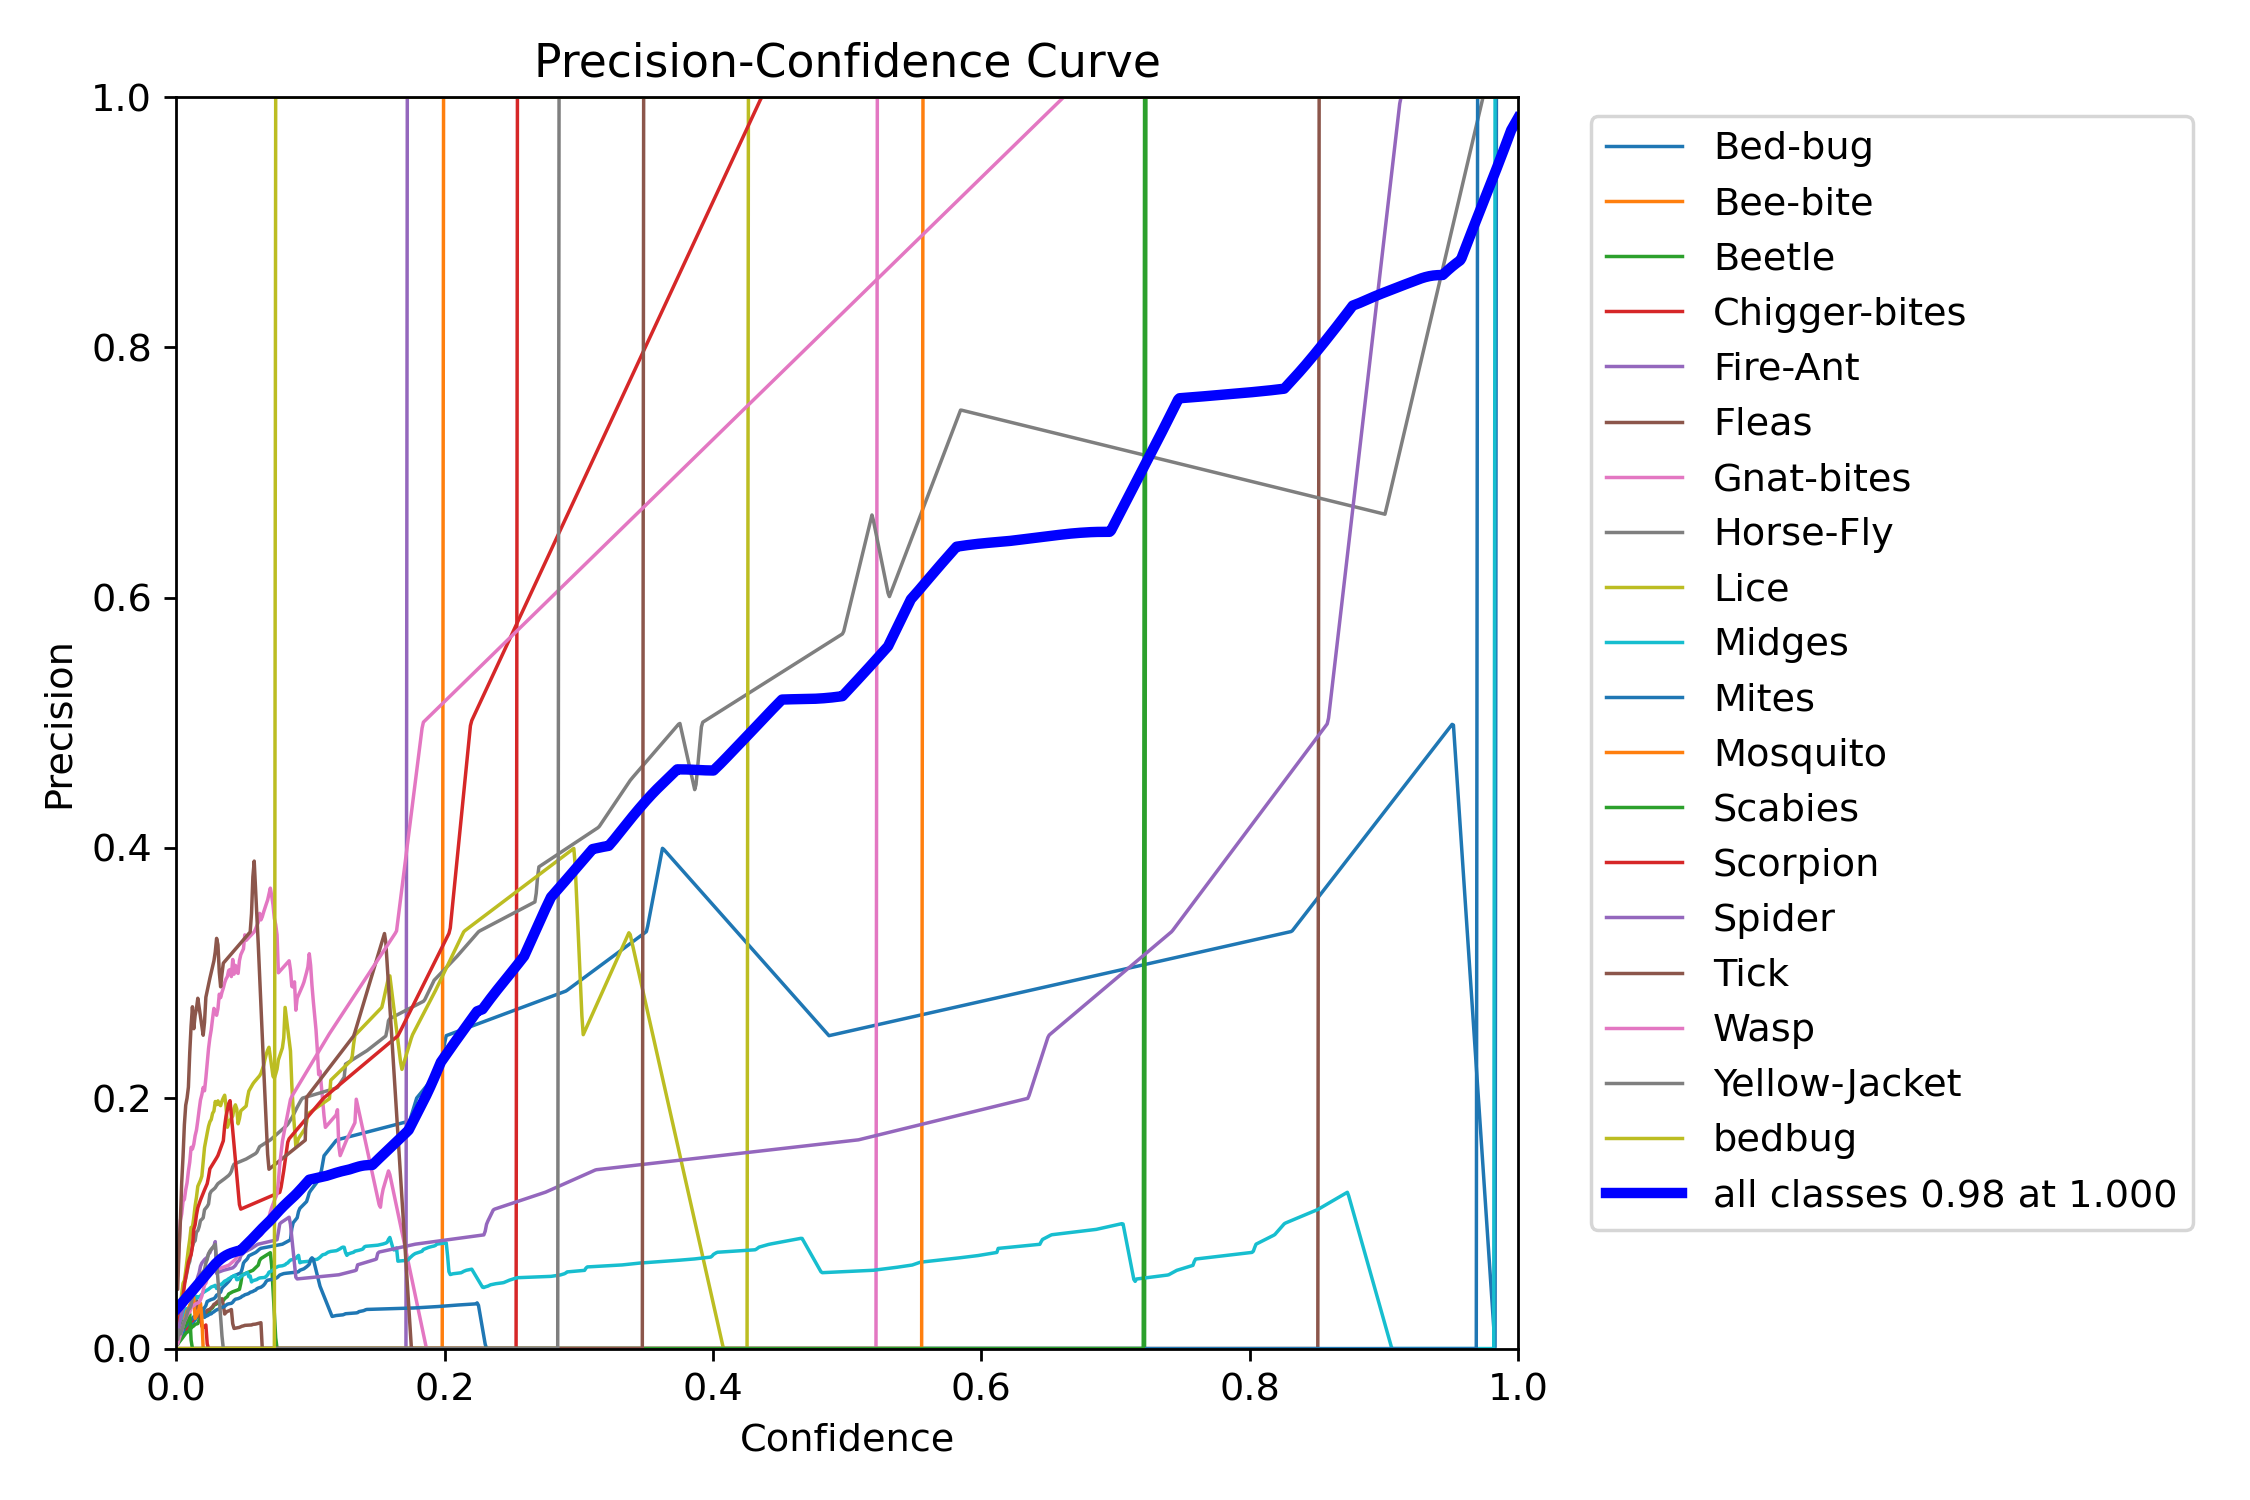 Precision-Confidence Curve
1.0
0.8
0.6
0.4
0.2
0.0
Precision
0.0 0.2 0.4 0.6 0.8 1.0
Confidence
Bed-bug
Bee-bite
Beetle
Chigger-bites
Fire-Ant
Fleas
Gnat-bites
Horse-Fly
Lice
Midges
Mites
Mosquito
Scabies
Scorpion
Spider
Tick
Wasp
Yellow-Jacket
bedbug
all classes 0.98 at 1.000